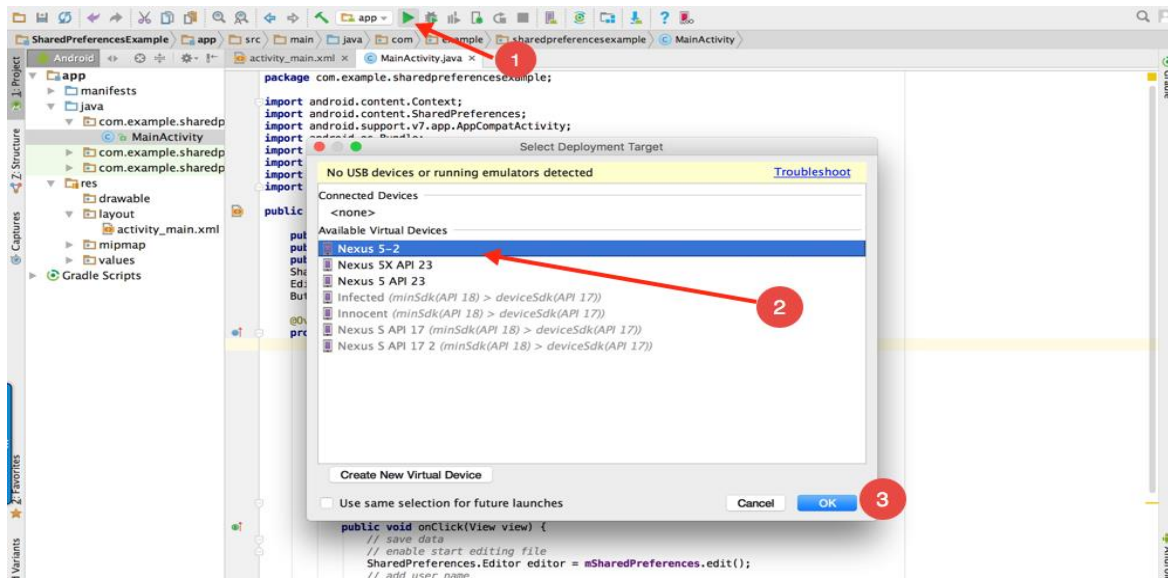 app
SharedPreferencesExample app src main java com example sharedpreferencesexample MainActivity
1
Android
activity_main.xml × MainActivity.java ×
1: Project
app
manifests
java
com.example.sharedp
MainActivity
com.example.sharedp
com.example.sharedp
res
drawable
layout
activity_main.xml
mipmap
values
Gradle Scripts
Z: Structure
Captures
2: Favorites
Variants
package com.example.sharedpreferencesexample;
import android.content.Context;
import android.content.SharedPreferences;
import android.support.v7.app.AppCompatActivity;
import android.os.Bundle;
import
import
import
import
public
pub
pub
pub
Sha
Edi
But
@Ov
pro
Select Deployment Target
No USB devices or running emulators detected Troubleshoot
Connected Devices
<none>
Available Virtual Devices
Nexus 5-2
Nexus 5X API 23
Nexus 5 API 23
Infected (minSdk(API 18) > deviceSdk(API 17))
Innocent (minSdk(API 18) > deviceSdk(API 17))
Nexus S API 17 (minSdk(API 18) > deviceSdk(API 17))
Nexus S API 17 2 (minSdk(API 18) > deviceSdk(API 17))
2
Create New Virtual Device
Use same selection for future launches Cancel OK
3
public void onClick(View view) {
// save data
// enable start editing file
SharedPreferences.Editor editor = mSharedPreferences.edit();
// add user name